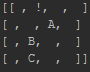 [[ , !, , ]
[ , , A, ]
[ , B, , ]
[ , C, , ]]